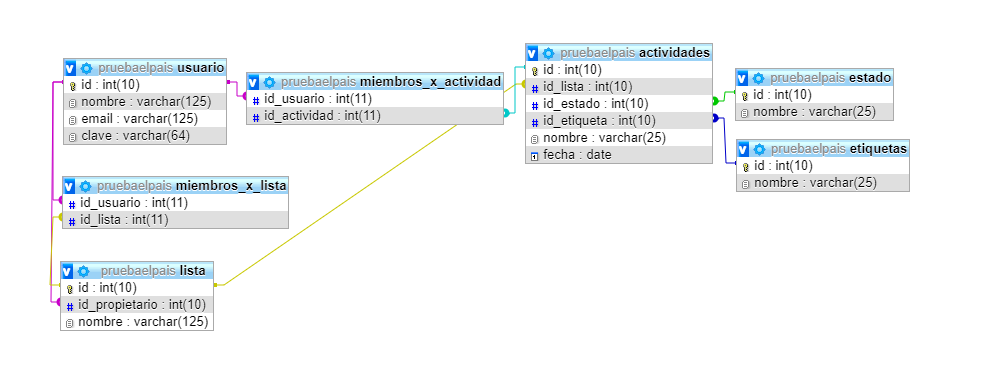 pruebaelpais usuario
id : int(10)
nombre : varchar(125)
email : varchar(125)
clave : varchar(64)
pruebaelpais miembros_x_actividad
id_usuario : int(11)
id_actividad : int(11)
pruebaelpais actividades
id : int(10)
id_lista : int(10)
id_estado : int(10)
id_etiqueta : int(10)
nombre : varchar(25)
fecha : date
pruebaelpais estado
id : int(10)
nombre : varchar(25)
pruebaelpais etiquetas
id : int(10)
nombre : varchar(25)
pruebaelpais miembros_x_lista
id_usuario : int(11)
id_lista : int(11)
pruebaelpais lista
id : int(10)
id_propietario : int(10)
nombre : varchar(125)